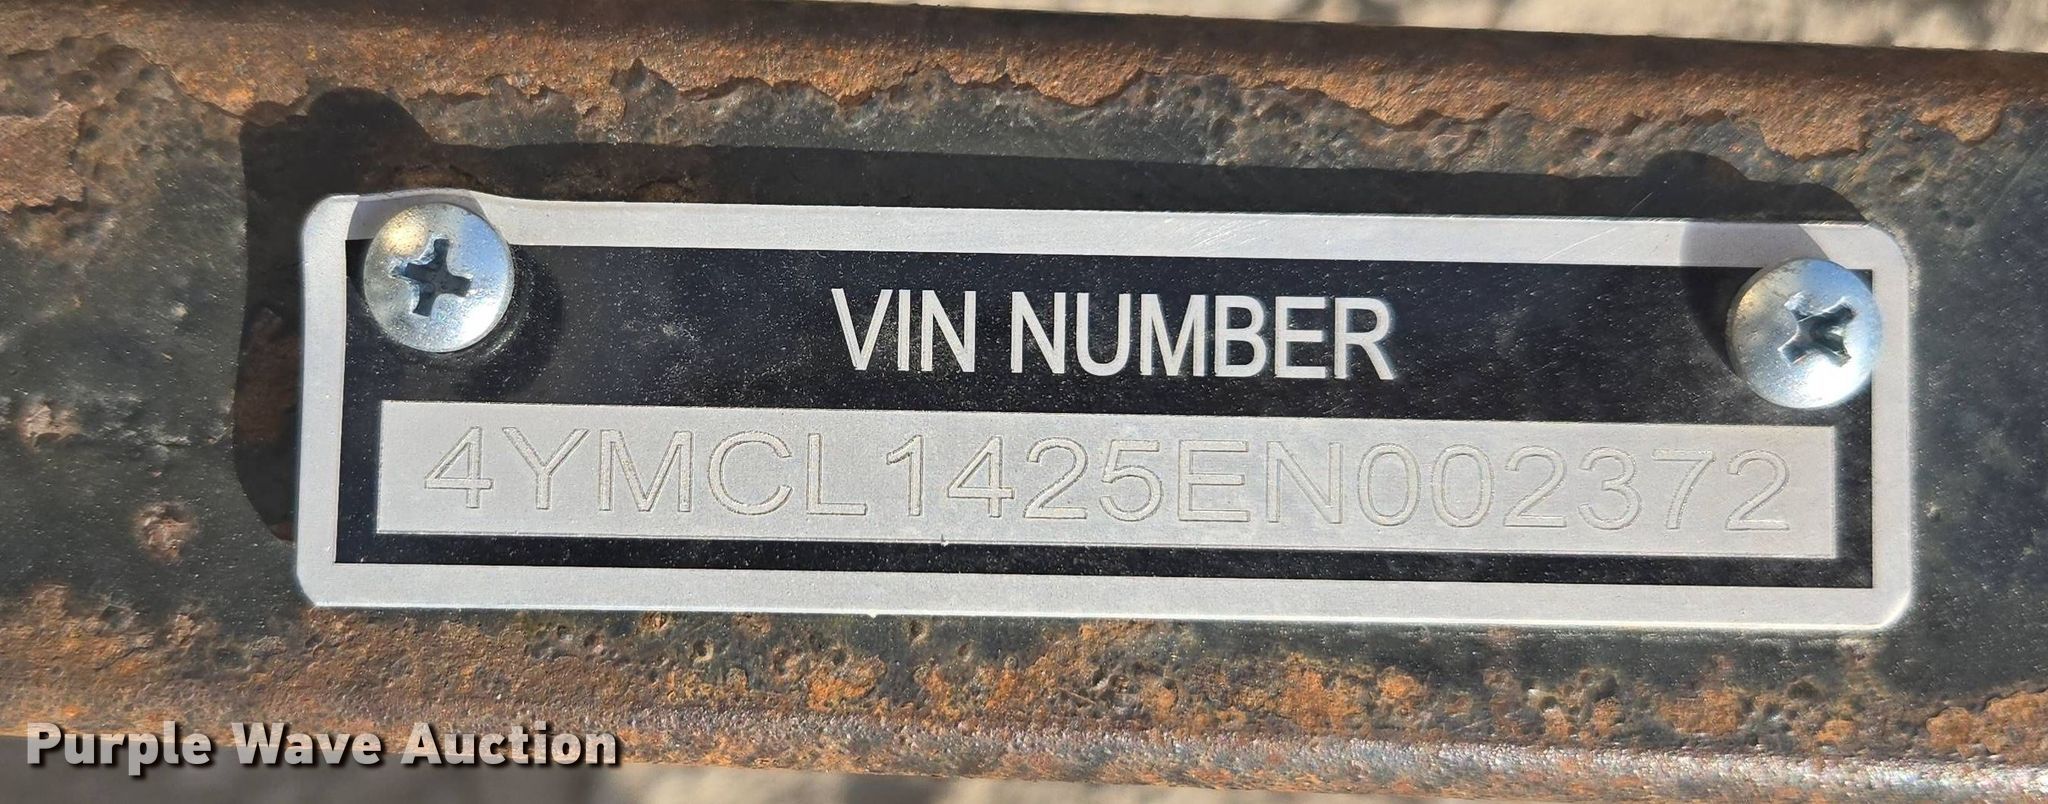 VIN NUMBER
4YMCL1425EN002372
Purple Wave Auction